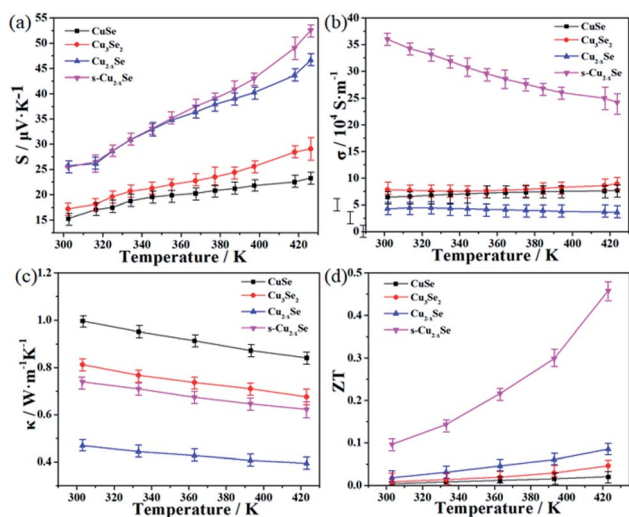 (a)
55
50
45
40
35
30
25
20
15
S / μV·K⁻¹
CuSe
Cu₃Se₂
Cu₂₋ₓSe
s-Cu₂₋ₓSe
300 320 340 360 380 400 420
Temperature / K
(b)
40
35
30
25
20
15
10
5
0
σ / 10⁴ S·m⁻¹
CuSe
Cu₃Se₂
Cu₂₋ₓSe
s-Cu₂₋ₓSe
300 320 340 360 380 400 420
Temperature / K
(c)
1.2
1.0
0.8
0.6
0.4
κ / W·m⁻¹K⁻¹
CuSe
Cu₃Se₂
Cu₂₋ₓSe
s-Cu₂₋ₓSe
300 320 340 360 380 400 420
Temperature / K
(d)
0.5
0.4
0.3
0.2
0.1
0.0
ZT
CuSe
Cu₃Se₂
Cu₂₋ₓSe
s-Cu₂₋ₓSe
300 320 340 360 380 400 420
Temperature / K